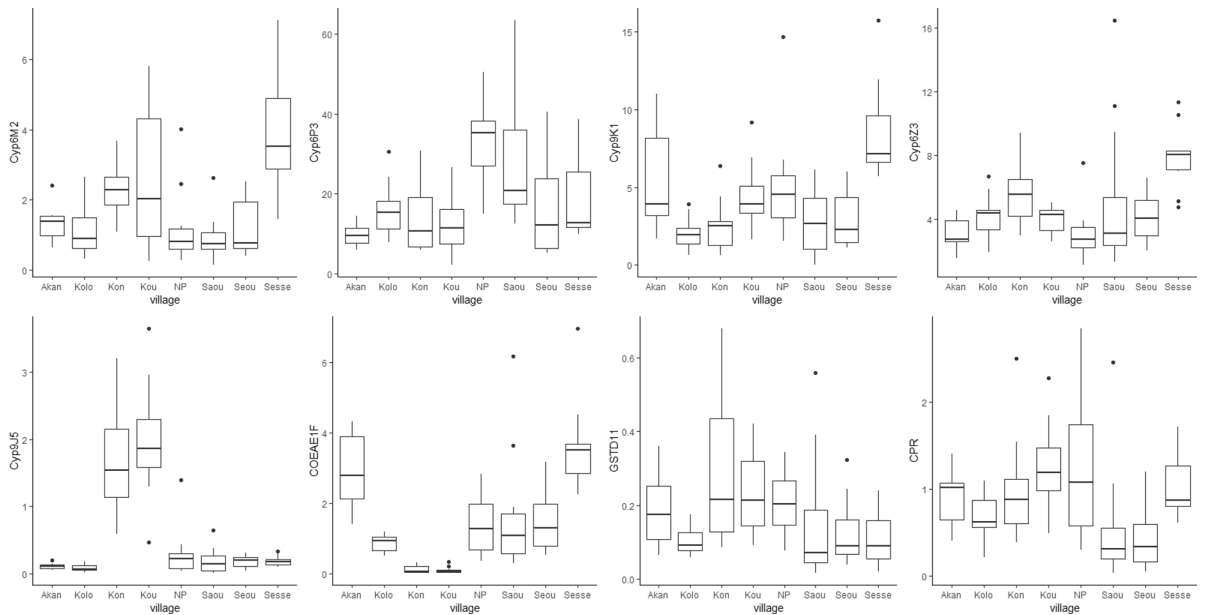 Cyp6M2
6
4
2
0
Akan Kolo Kon Kou NP Saou Seou Sesse
village
Cyp6P3
60
40
20
0
Akan Kolo Kon Kou NP Saou Seou Sesse
village
Cyp9K1
15
10
5
0
Akan Kolo Kon Kou NP Saou Seou Sesse
village
Cyp6Z3
16
12
8
4
Akan Kolo Kon Kou NP Saou Seou Sesse
village
Cyp9J5
3
2
1
0
Akan Kolo Kon Kou NP Saou Seou Sesse
village
COEAE1F
6
4
2
0
Akan Kolo Kon Kou NP Saou Seou Sesse
village
GSTD11
0.6
0.4
0.2
0.0
Akan Kolo Kon Kou NP Saou Seou Sesse
village
CPR
2
1
0
Akan Kolo Kon Kou NP Saou Seou Sesse
village